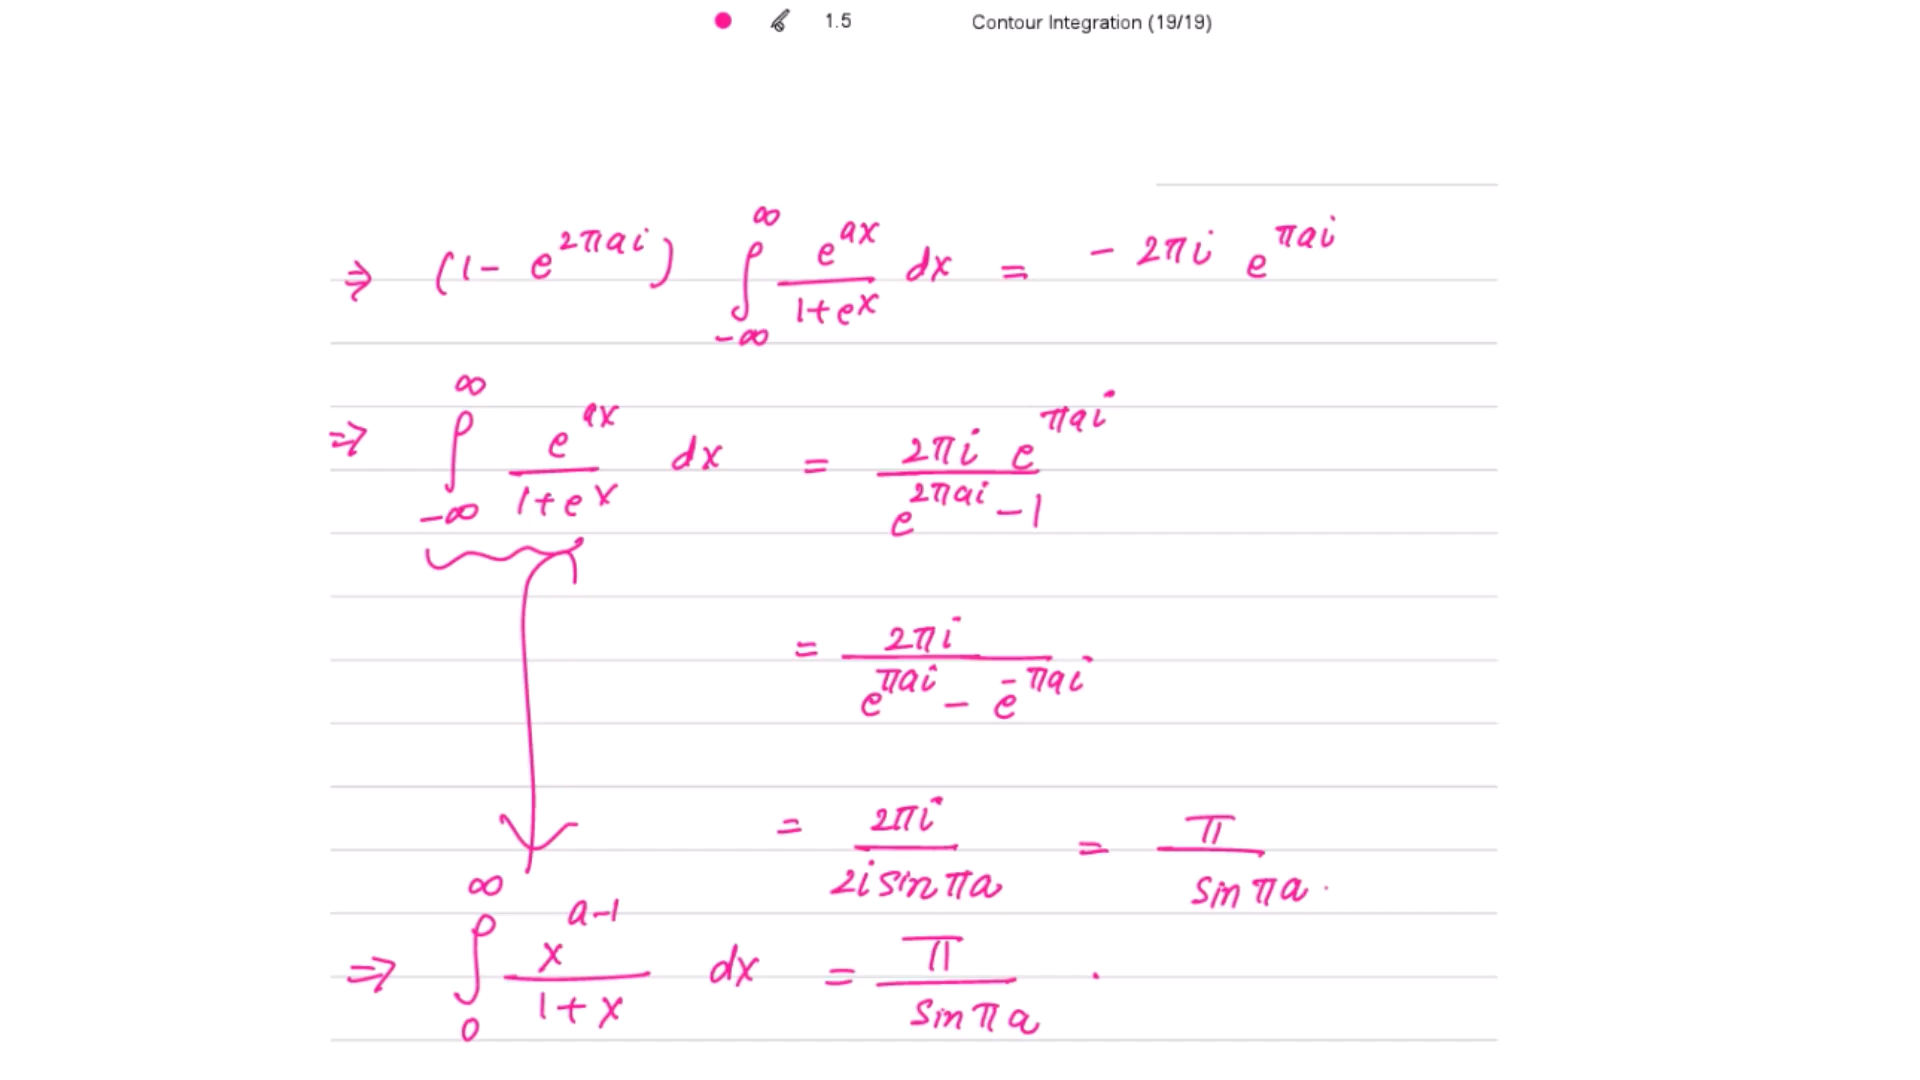 1.5 Contour Integration (19/19)
⇒ (1 - e^{2πai}) ∫_{-∞}^{∞} e^{ax}/(1+e^x) dx = -2πi e^{πai}
⇒ ∫_{-∞}^{∞} e^{ax}/(1+e^x) dx = 2πi e^{πai}/(e^{2πai} - 1)
= 2πi/(e^{πai} - e^{-πai})
= 2πi/(2i sin πa) = π/(sin πa).
⇒ ∫_{0}^{∞} x^{a-1}/(1+x) dx = π/(sin πa).